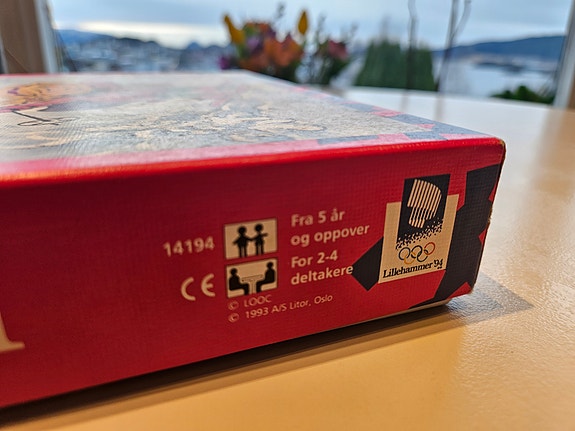 14194
Fra 5 år
og oppover
For 2-4
deltakere
CE
© LOOC
© 1993 A/S Litor, Oslo
Lillehammer '94